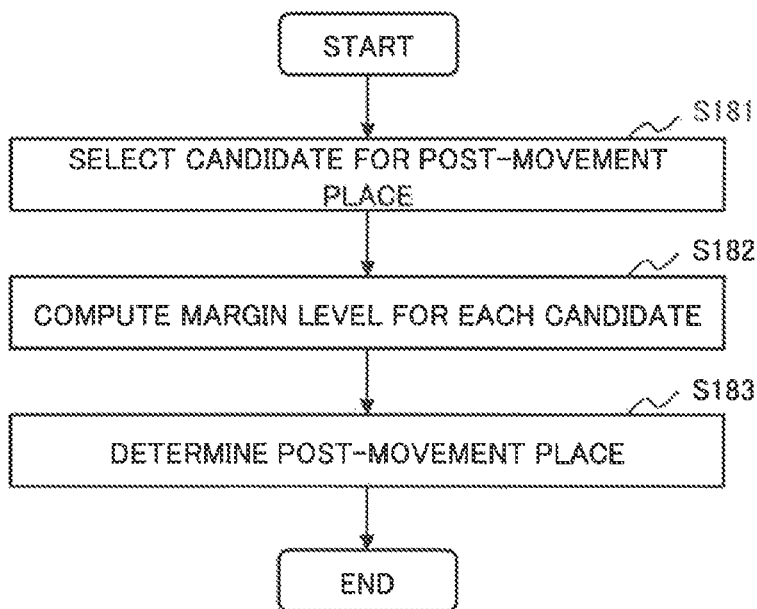 START
S181
SELECT CANDIDATE FOR POST-MOVEMENT
PLACE
S182
COMPUTE MARGIN LEVEL FOR EACH CANDIDATE
S183
DETERMINE POST-MOVEMENT PLACE
END